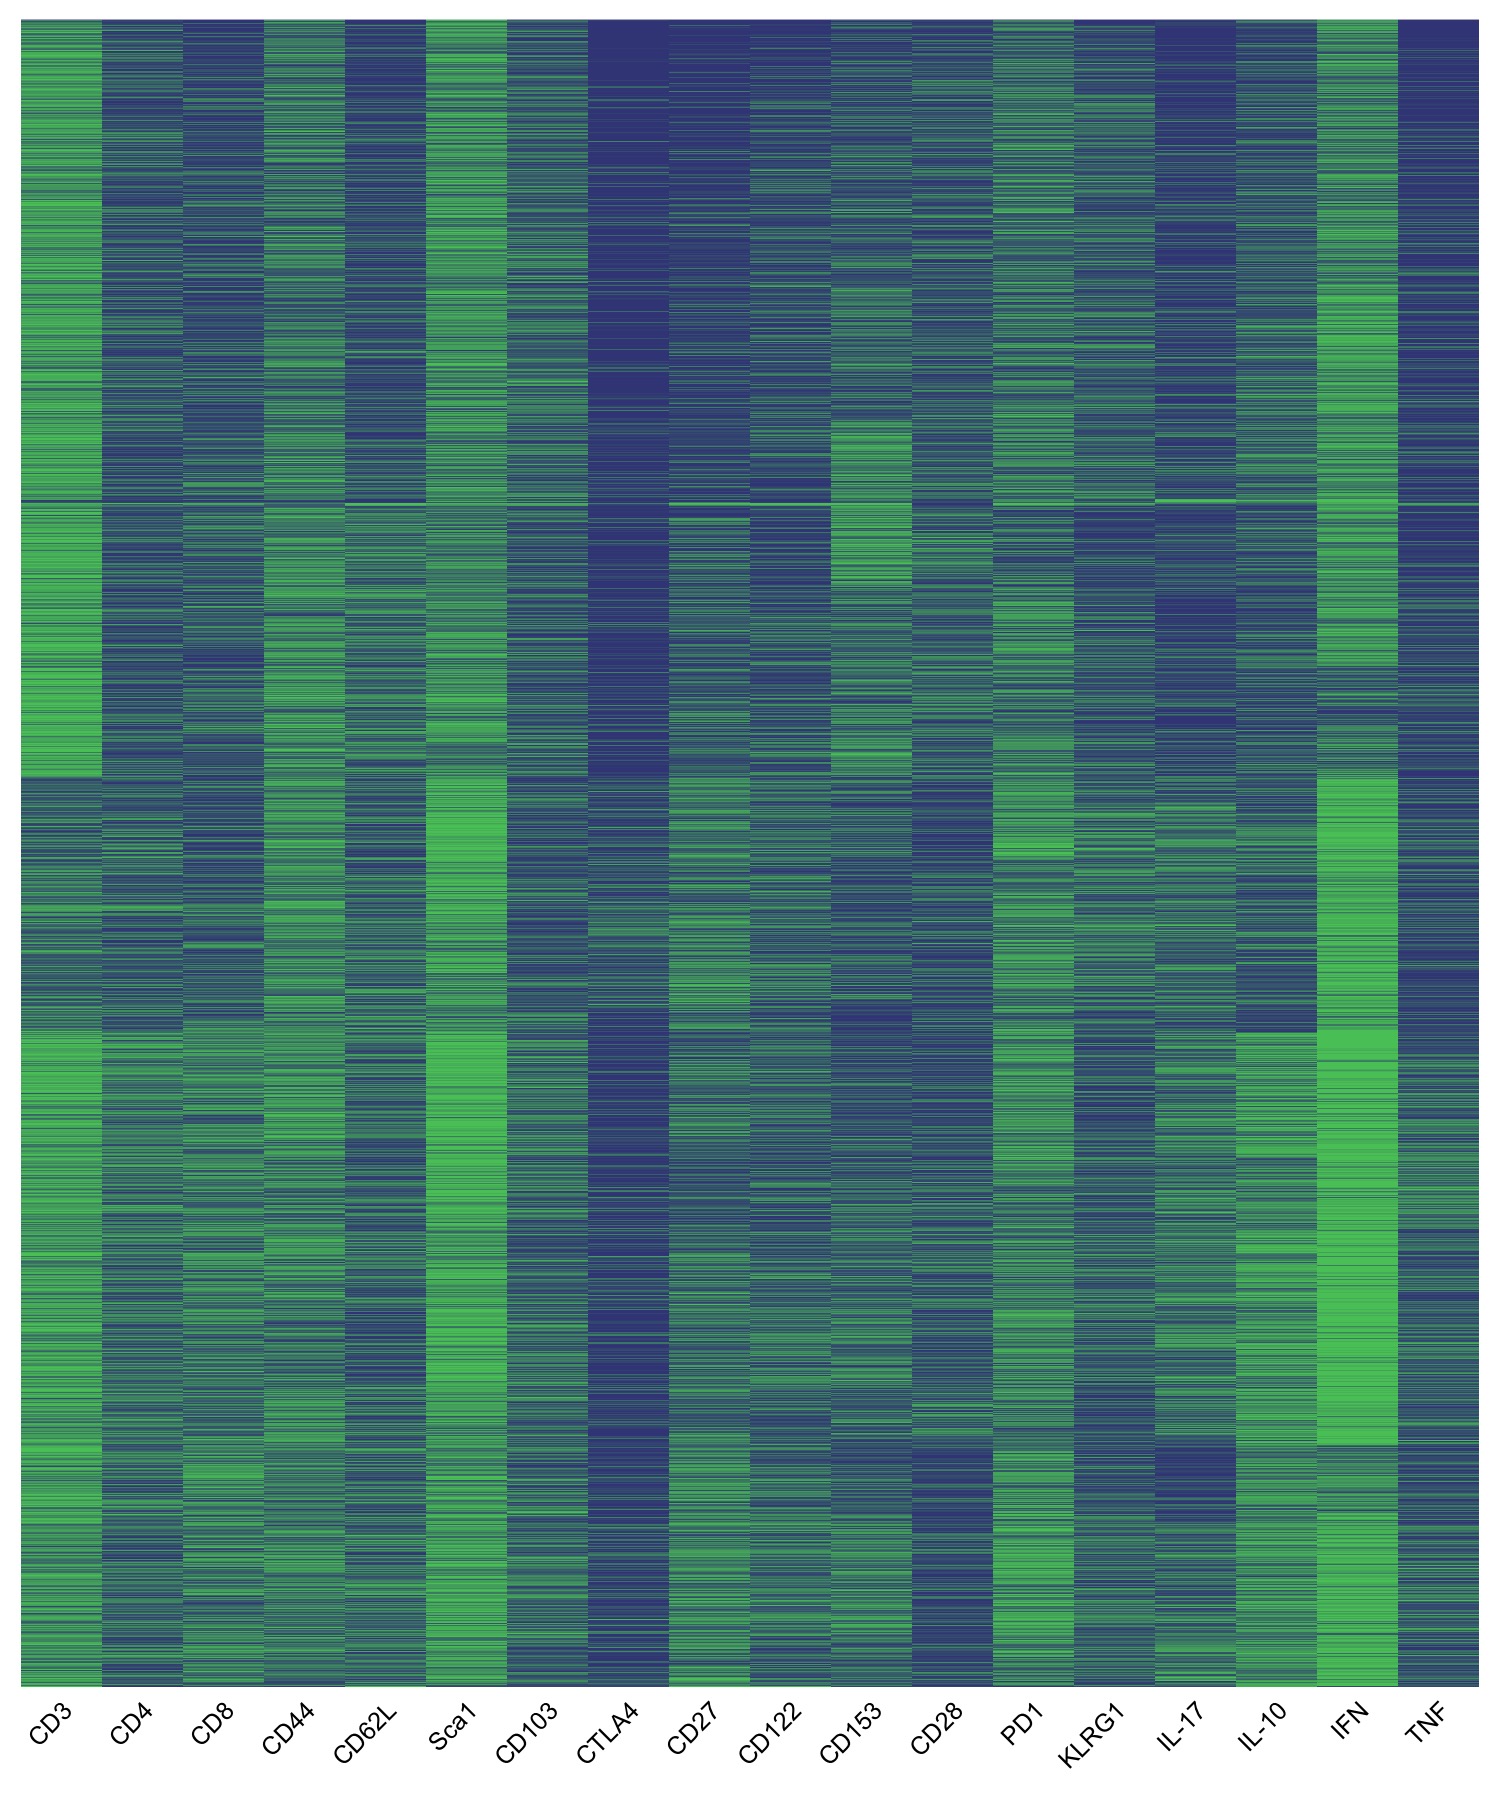 CD3
CD4
CD8
CD44
CD62L
Sca1
CD103
CTLA4
CD27
CD122
CD153
CD28
PD1
KLRG1
IL-17
IL-10
IFN
TNF